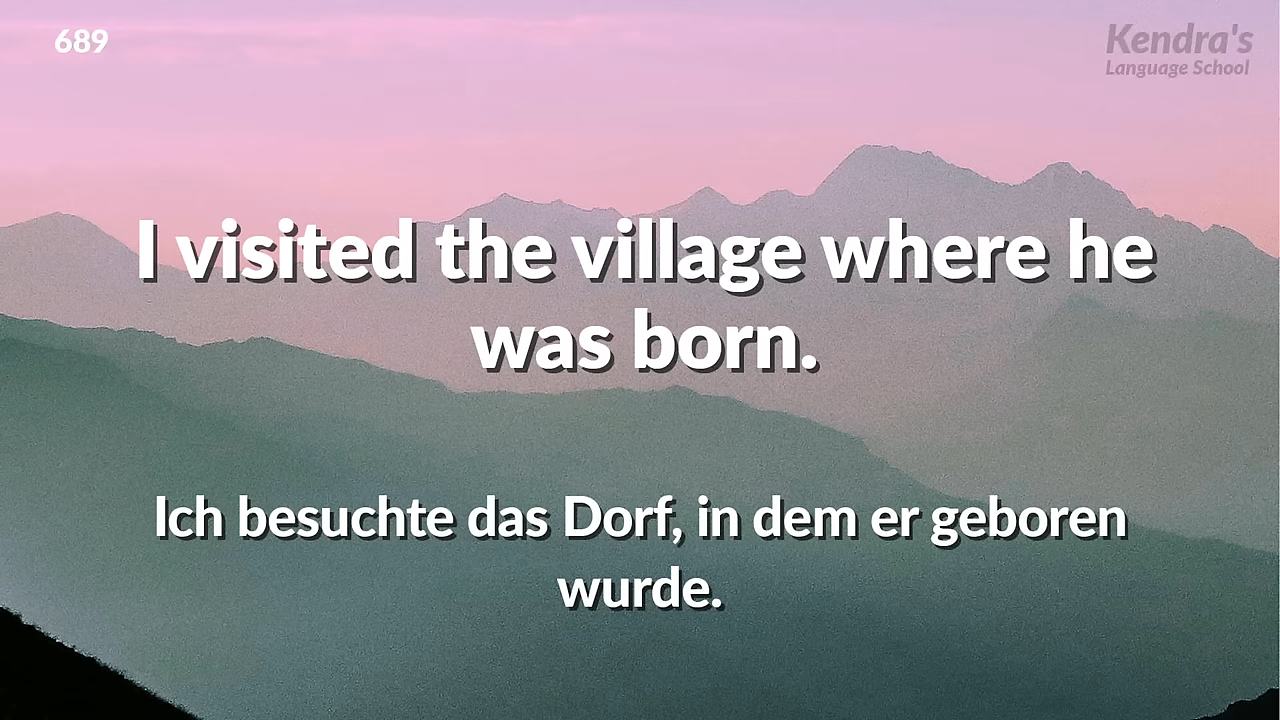 689
Kendra's
Language School
I visited the village where he
was born.
Ich besuchte das Dorf, in dem er geboren
wurde.